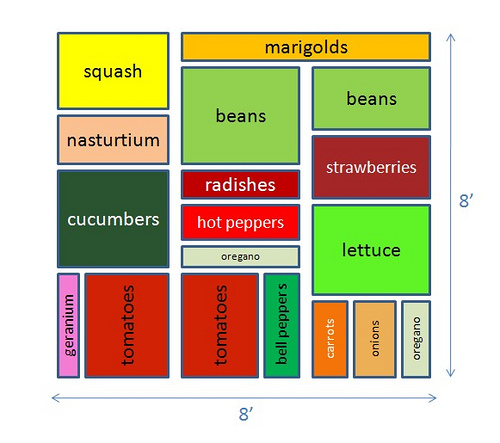 squash
marigolds
beans
beans
nasturtium
strawberries
radishes
cucumbers
hot peppers
oregano
lettuce
geranium
tomatoes
tomatoes
bell peppers
carrots
onions
oregano
8’
8’